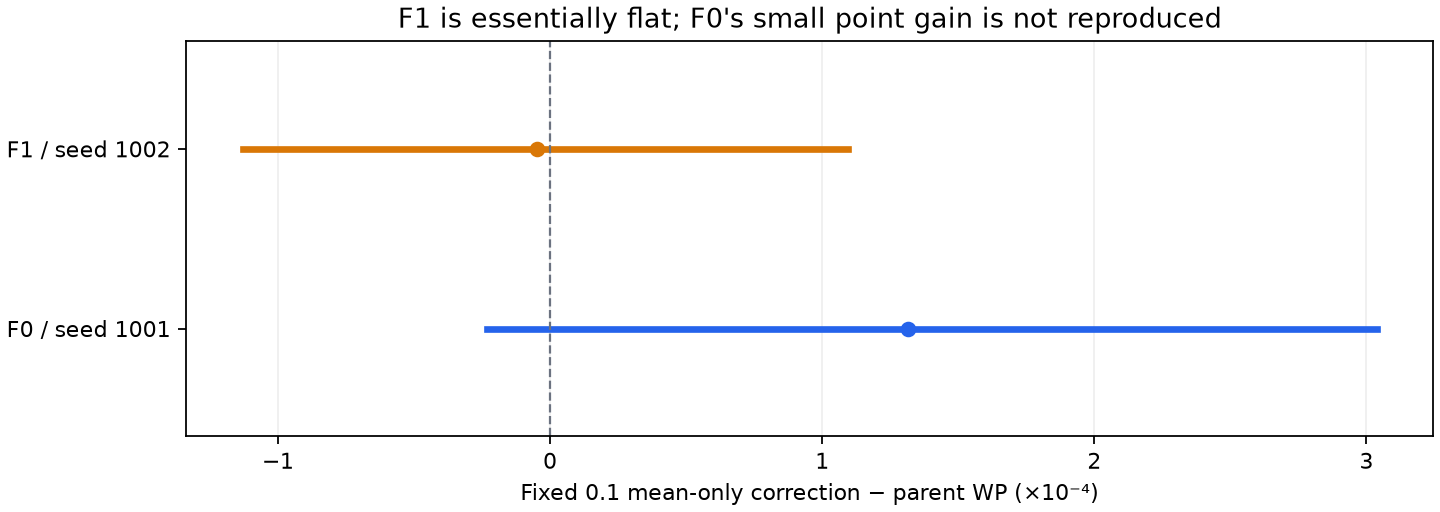 F1 is essentially flat; F0's small point gain is not reproduced
F1 / seed 1002
F0 / seed 1001
−1
0
1
2
3
Fixed 0.1 mean-only correction − parent WP (×10⁻⁴)